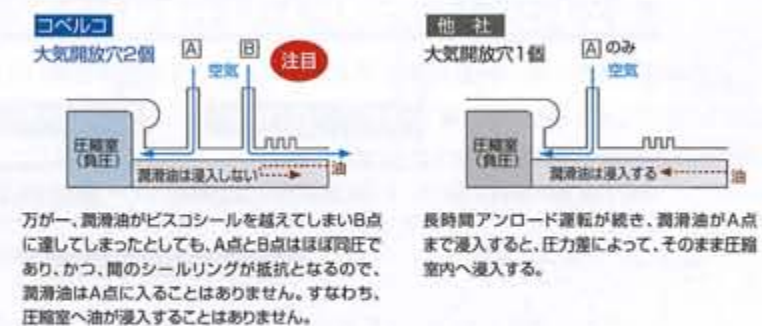 コベルコ
大気開放穴2個
A
B
注目
空気
圧縮室
(負圧)
潤滑油は浸入しない
油
万が一、潤滑油がビスコシールを越えてしまいB点
に達してしまったとしても、A点とB点はほぼ同圧で
あり、かつ、間のシールリングが抵抗となるので、
潤滑油はA点に入ることはありません。すなわち、
圧縮室へ油が浸入することはありません。
他 社
大気開放穴1個
A のみ
空気
圧縮室
(負圧)
潤滑油は浸入する
油
長時間アンロード運転が続き、潤滑油がA点
まで浸入すると、圧力差によって、そのまま圧縮
室内へ浸入する。